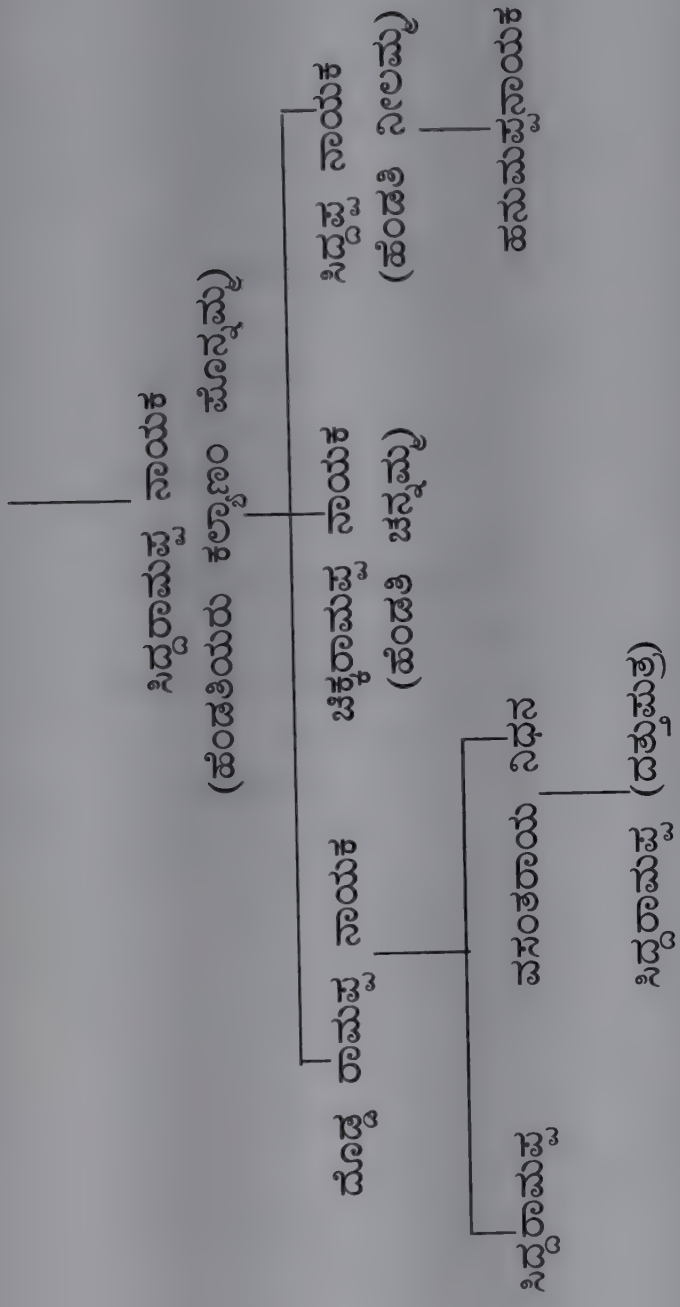 ಸಿದ್ದರಾಮಪ್ಪ ನಾಯಕ
(ಹೆಂಡತಿಯರು ಕಲ್ಯಾಣಂ ಪೊನ್ನಮ್ಮ)
ದೊಡ್ಡ ರಾಮಪ್ಪ ನಾಯಕ ಚಿಕ್ಕರಾಮಪ್ಪ ನಾಯಕ ಸಿದ್ದಪ್ಪ ನಾಯಕ
(ಹೆಂಡತಿ ಚನ್ನಮ್ಮ) (ಹೆಂಡತಿ ನೀಲಮ್ಮ)
ಸಿದ್ದರಾಮಪ್ಪ ವಸಂತರಾಯ ನಿಧನ ಹನುಮಪ್ಪನಾಯಕ
ಸಿದ್ದರಾಮಪ್ಪ (ದತ್ತುಪುತ್ರ)